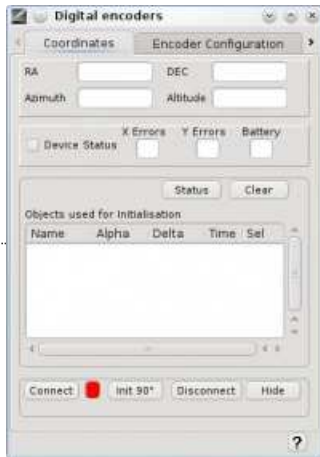 Digital encoders
Coordinates Encoder Configuration
RA DEC
Azmuth Altitude
X Errors Y Errors Battery
Device Status
Status Clear
Objects used for Initialisation
Name Alpha Delta Time Sel
Connect Init 90° Disconnect Hide
?